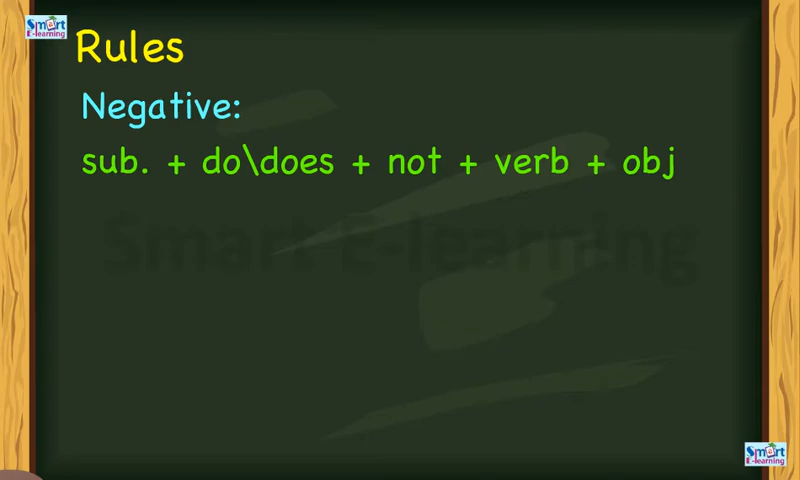 Smart
E-learning
Rules
Negative:
sub. + do\does + not + verb + obj
Smart E-learning
Smart
E-learning